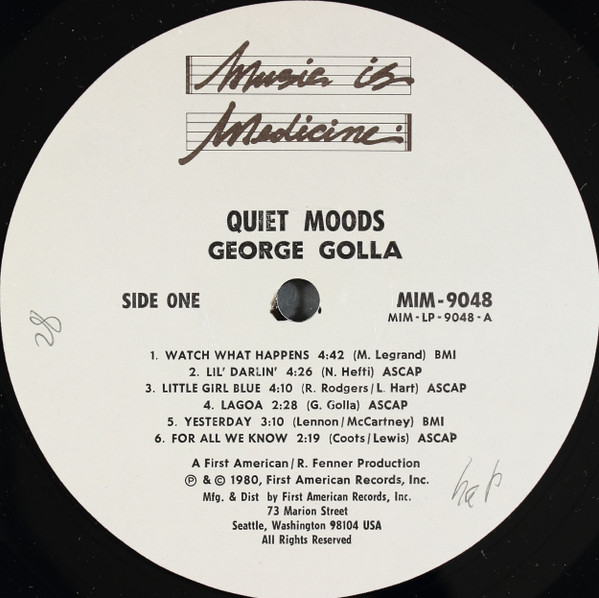 Music is
Medicine
QUIET MOODS
GEORGE GOLLA
SIDE ONE
MIM-9048
MIM-LP-9048-A
28
1. WATCH WHAT HAPPENS 4:42 (M. Legrand) BMI
2. LIL' DARLIN' 4:26 (N. Hefti) ASCAP
3. LITTLE GIRL BLUE 4:10 (R. Rodgers/L. Hart) ASCAP
4. LAGOA 2:28 (G. Golla) ASCAP
5. YESTERDAY 3:10 (Lennon/McCartney) BMI
6. FOR ALL WE KNOW 2:19 (Coots/Lewis) ASCAP
A First American/R. Fenner Production
℗ & © 1980, First American Records, Inc.
Mfg. & Dist by First American Records, Inc.
73 Marion Street
Seattle, Washington 98104 USA
All Rights Reserved